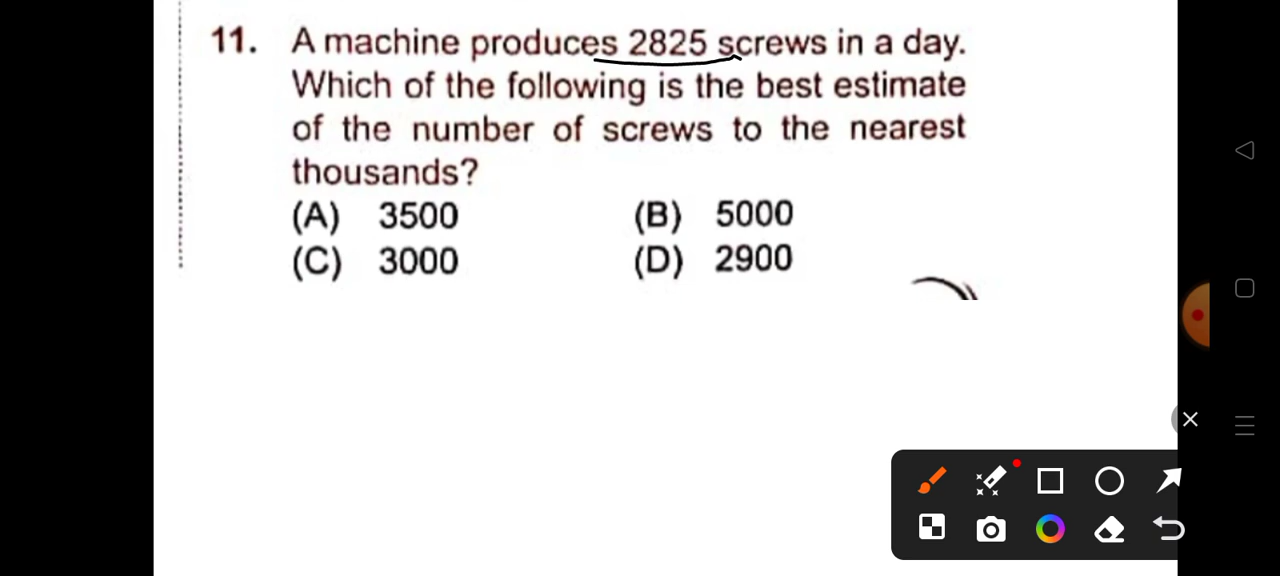 11. A machine produces 2825 screws in a day.
Which of the following is the best estimate
of the number of screws to the nearest
thousands?
(A) 3500 (B) 5000
(C) 3000 (D) 2900